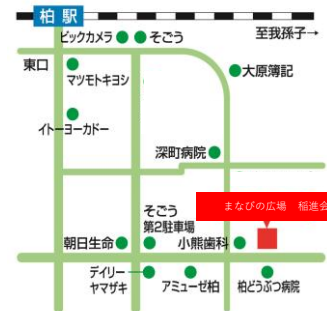 柏駅
ビックカメラ そごう
至我孫子→
東口
マツモトキヨシ
大原簿記
イトーヨーカドー
深町病院
まなびの広場 稲進会
そごう
第2駐車場
朝日生命
小熊歯科
デイリー
ヤマザキ
アミューゼ柏
柏どうぶつ病院